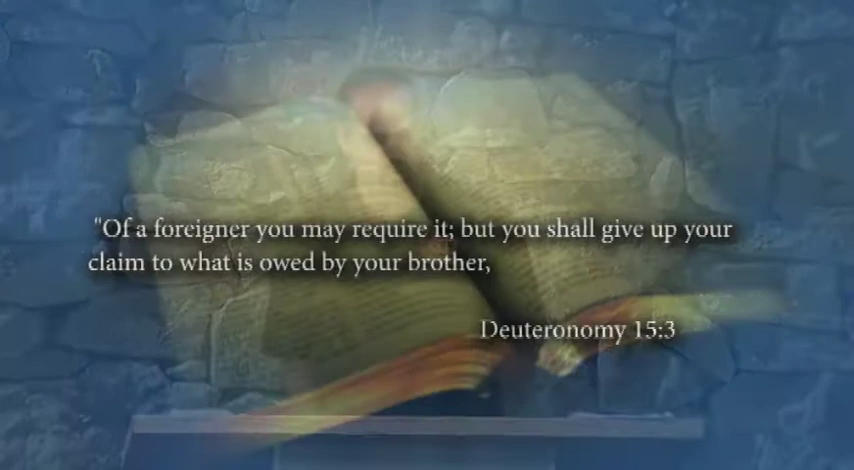 "Of a foreigner you may require it; but you shall give up your
claim to what is owed by your brother,
Deuteronomy 15:3